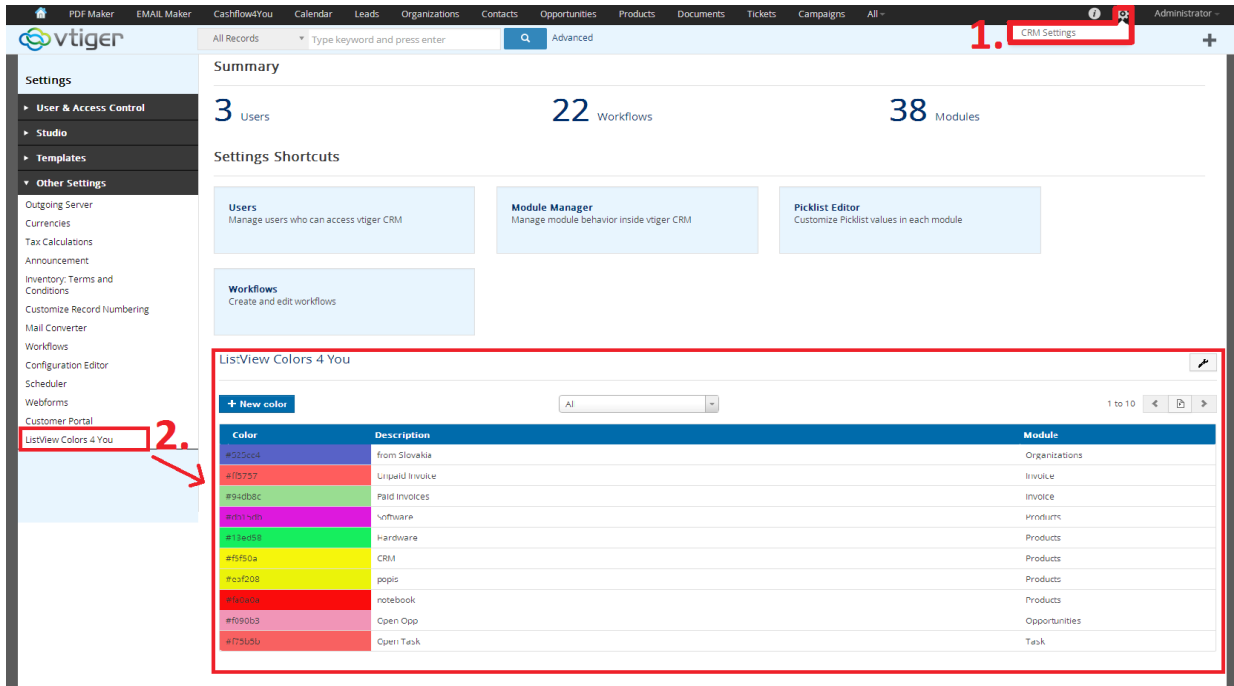 PDF Maker EMAIL Maker Cashflow4You Calendar Leads Organizations Contacts Opportunities Products Documents Tickets Campaigns All Administrator
vtiger All Records Type keyword and press enter Advanced 1. CRM Settings
Settings
User & Access Control
Studio
Templates
Other Settings
Outgoing Server
Currencies
Tax Calculations
Announcement
Inventory: Terms and
Conditions
Customize Record Numbering
Mail Converter
Workflows
Configuration Editor
Scheduler
Webforms
Customer Portal
ListView Colors 4 You 2.
Summary
3 Users 22 Workflows 38 Modules
Settings Shortcuts
Users
Manage users who can access vtiger CRM
Module Manager
Manage module behavior inside vtiger CRM
Picklist Editor
Customize Picklist values in each module
Workflows
Create and edit workflows
ListView Colors 4 You
+ New color All 1 to 10
Color Description Module
from Slovakia Organizations
#ff5757 Unpaid Invoice Invoice
#94db8c Paid Invoices Invoice
Software Products
#13ed58 Hardware Products
#f5f50a CRM Products
#eef208 popis Products
notebook Products
#f090b3 Open Opp Opportunities
Open Task Task